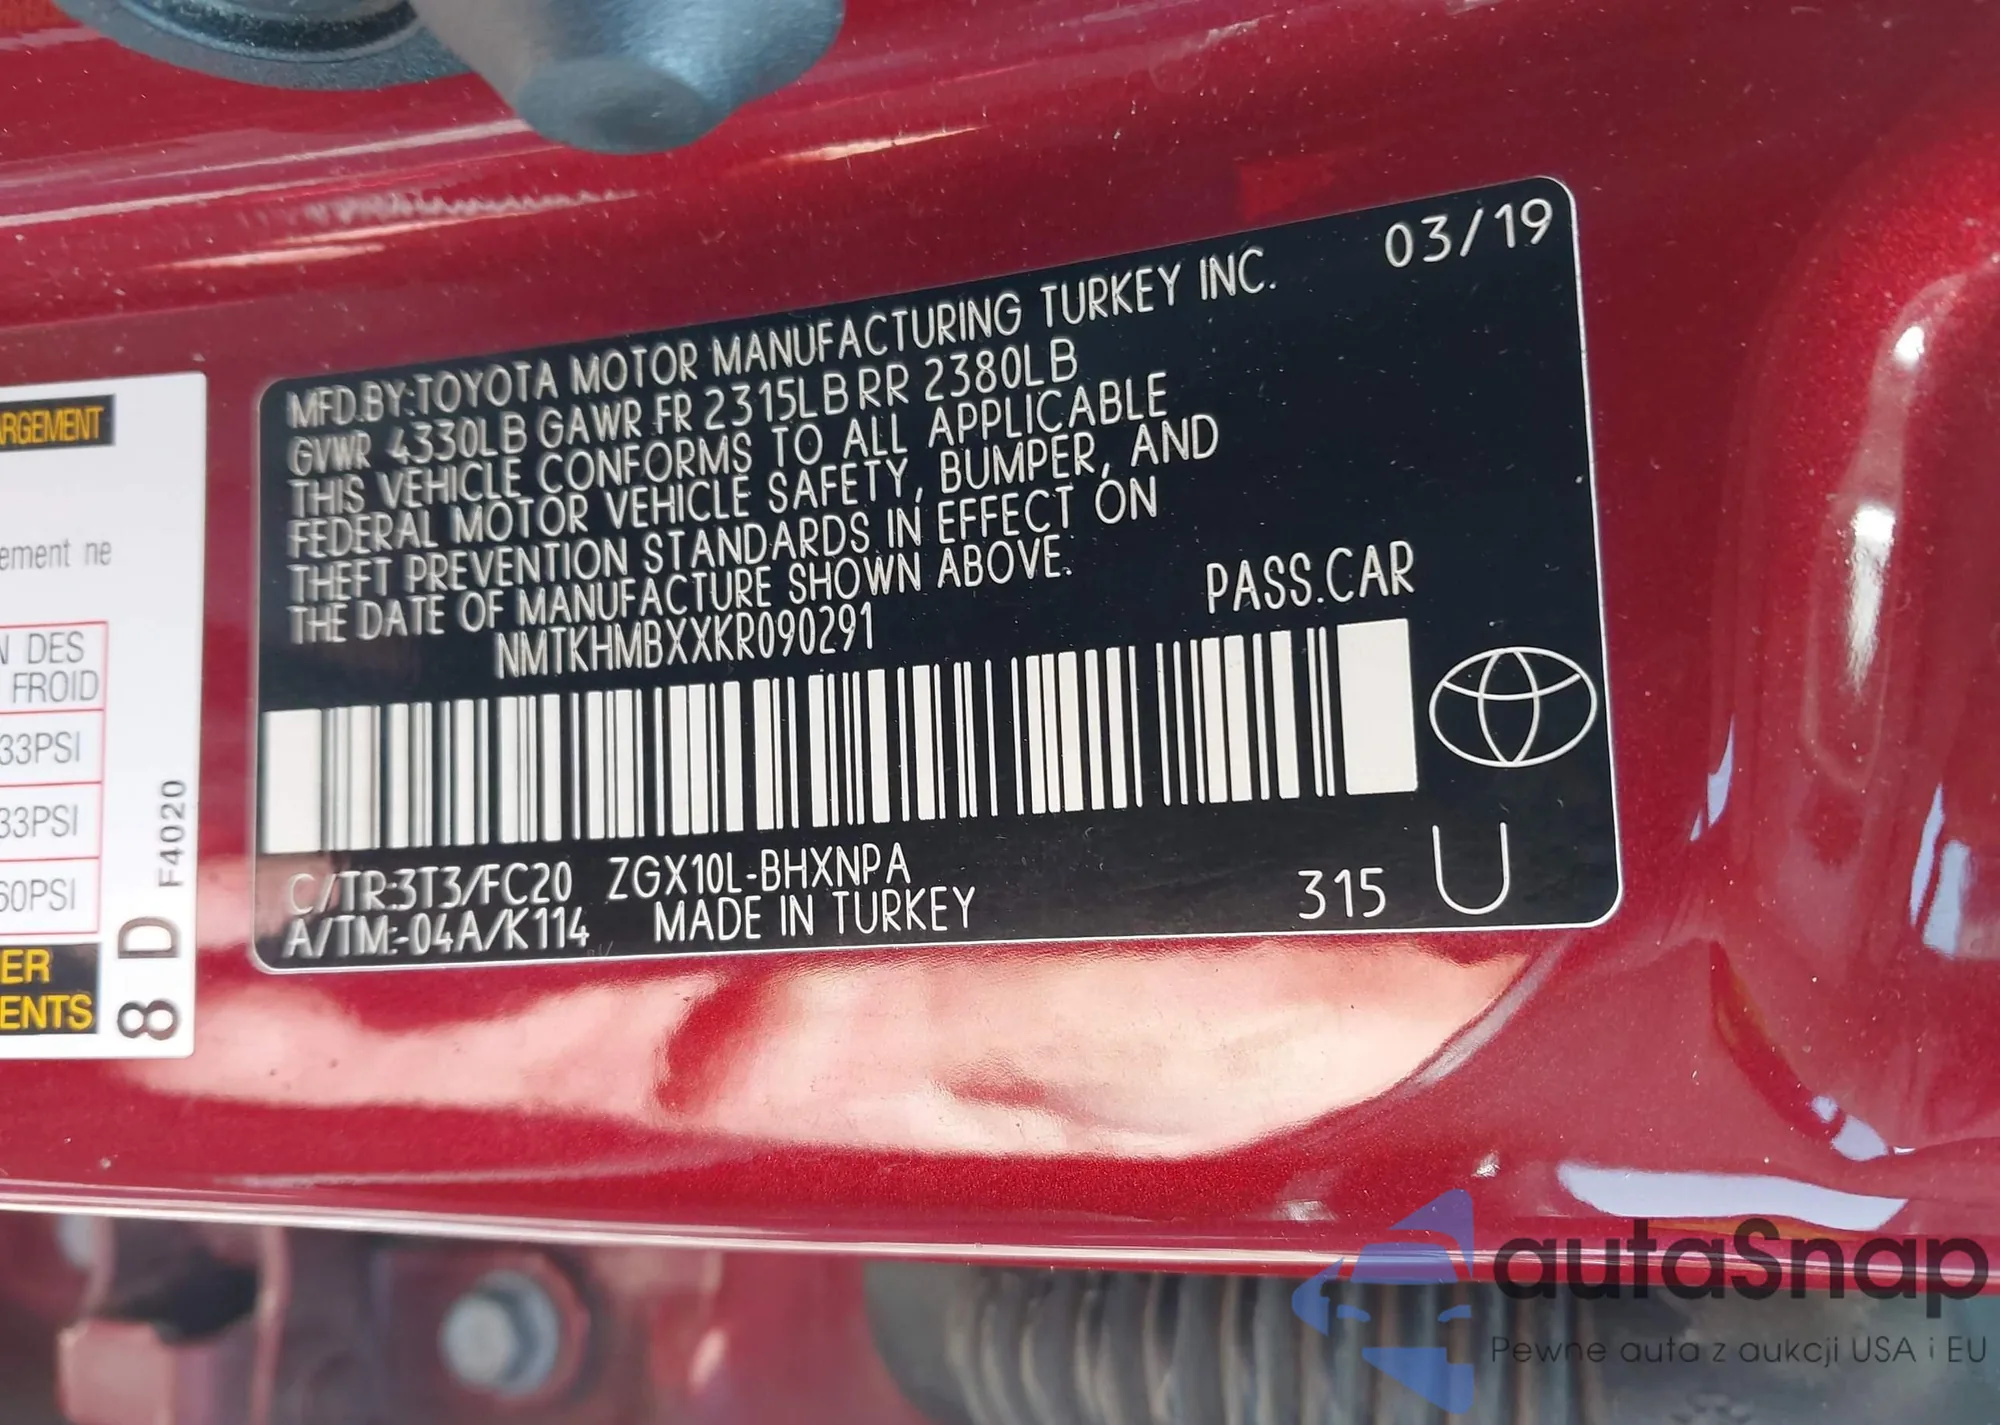 03/19
MFD.BY:TOYOTA MOTOR MANUFACTURING TURKEY INC.
GVWR 4330LB GAWR FR 2315LB RR 2380LB
THIS VEHICLE CONFORMS TO ALL APPLICABLE
FEDERAL MOTOR VEHICLE SAFETY, BUMPER, AND
THEFT PREVENTION STANDARDS IN EFFECT ON
THE DATE OF MANUFACTURE SHOWN ABOVE.
NMTKHMBXXKR090291
PASS.CAR
C/TR:3T3/FC20 ZGX10L-BHXNPA
A/TM:-04A/K114 MADE IN TURKEY
315 U
ARGEMENT
ement ne
N DES
FROID
33PSI
33PSI
60PSI
ER
ENTS
8 D F4020
autaSnap
Pewne auta z aukcji USA i EU